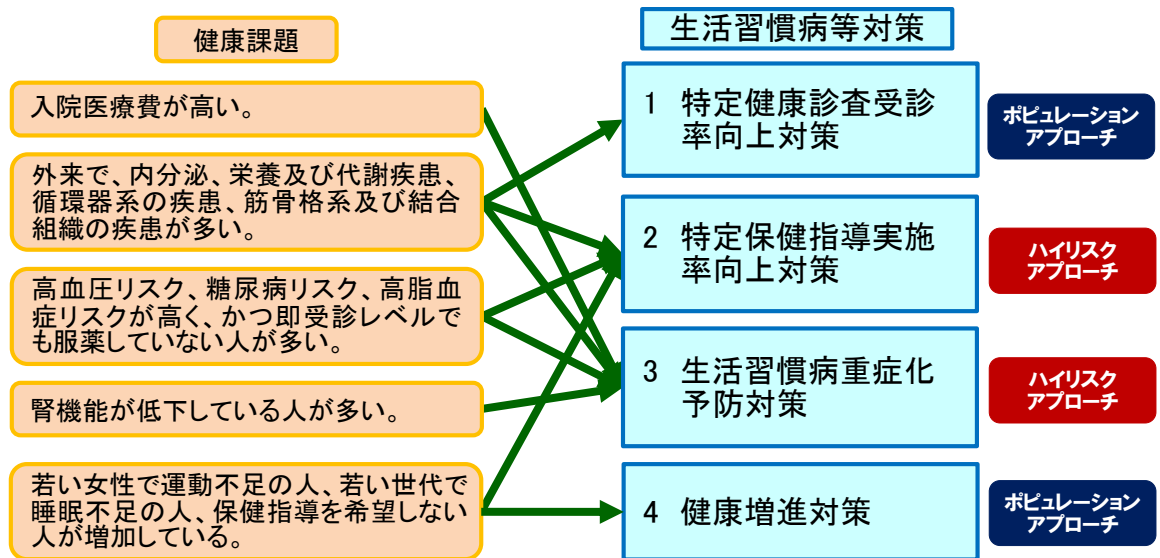 健康課題
入院医療費が高い。
外来で、内分泌、栄養及び代謝疾患、
循環器系の疾患、筋骨格系及び結合
組織の疾患が多い。
高血圧リスク、糖尿病リスク、高脂血
症リスクが高く、かつ即受診レベルで
も服薬していない人が多い。
腎機能が低下している人が多い。
若い女性で運動不足の人、若い世代で
睡眠不足の人、保健指導を希望しない
人が増加している。
生活習慣病等対策
1 特定健康診査受診
率向上対策
ポピュレーション
アプローチ
2 特定保健指導実施
率向上対策
ハイリスク
アプローチ
3 生活習慣病重症化
予防対策
ハイリスク
アプローチ
4 健康増進対策
ポピュレーション
アプローチ